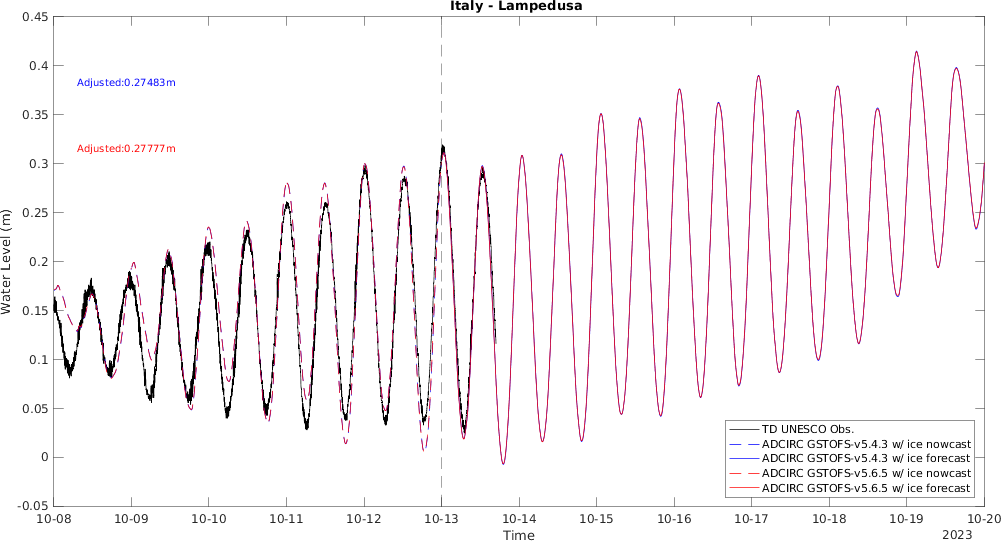 Italy - Lampedusa
Adjusted:0.27483m
Adjusted:0.27777m
Water Level (m)
0.45
0.4
0.35
0.3
0.25
0.2
0.15
0.1
0.05
0
-0.05
10-08
10-09
10-10
10-11
10-12
10-13
10-14
10-15
10-16
10-17
10-18
10-19
10-20
Time
2023
TD UNESCO Obs.
ADCIRC GSTOFS-v5.4.3 w/ ice nowcast
ADCIRC GSTOFS-v5.4.3 w/ ice forecast
ADCIRC GSTOFS-v5.6.5 w/ ice nowcast
ADCIRC GSTOFS-v5.6.5 w/ ice forecast